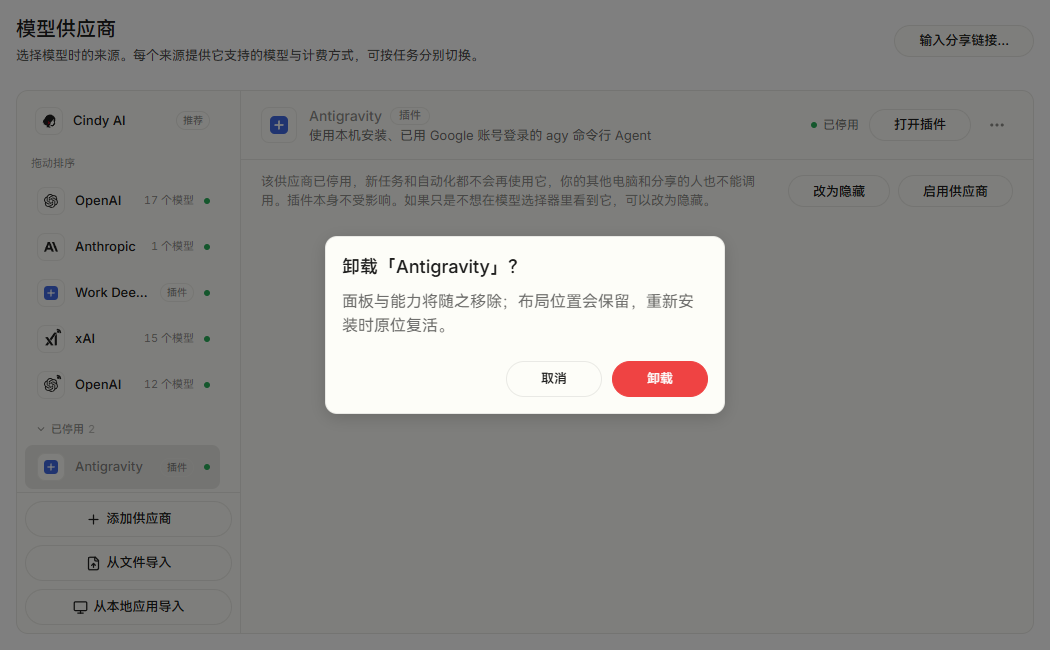 模型供应商
选择模型时的来源。每个来源提供它支持的模型与计费方式，可按任务分别切换。
输入分享链接...
Cindy AI 推荐
拖动排序
OpenAI 17 个模型
Anthropic 1 个模型
Work Dee... 插件
xAI 15 个模型
OpenAI 12 个模型
已停用 2
Antigravity 插件
添加供应商
从文件导入
从本地应用导入
Antigravity 插件
使用本机安装、已用 Google 账号登录的 agy 命令行 Agent
已停用
打开插件
该供应商已停用，新任务和自动化都不会再使用它，你的其他电脑和分享的人也不能调
用。插件本身不受影响。如果只是不想在模型选择器里看到它，可以改为隐藏。
改为隐藏
启用供应商
卸载「Antigravity」？
面板与能力将随之移除；布局位置会保留，重新安
装时原位复活。
取消
卸载